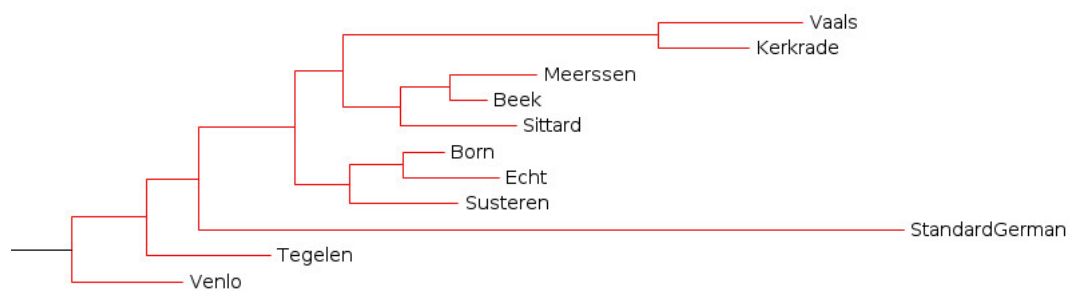 Vaals
Kerkrade
Meerssen
Beek
Sittard
Born
Echt
Susteren
StandardGerman
Tegelen
Venlo